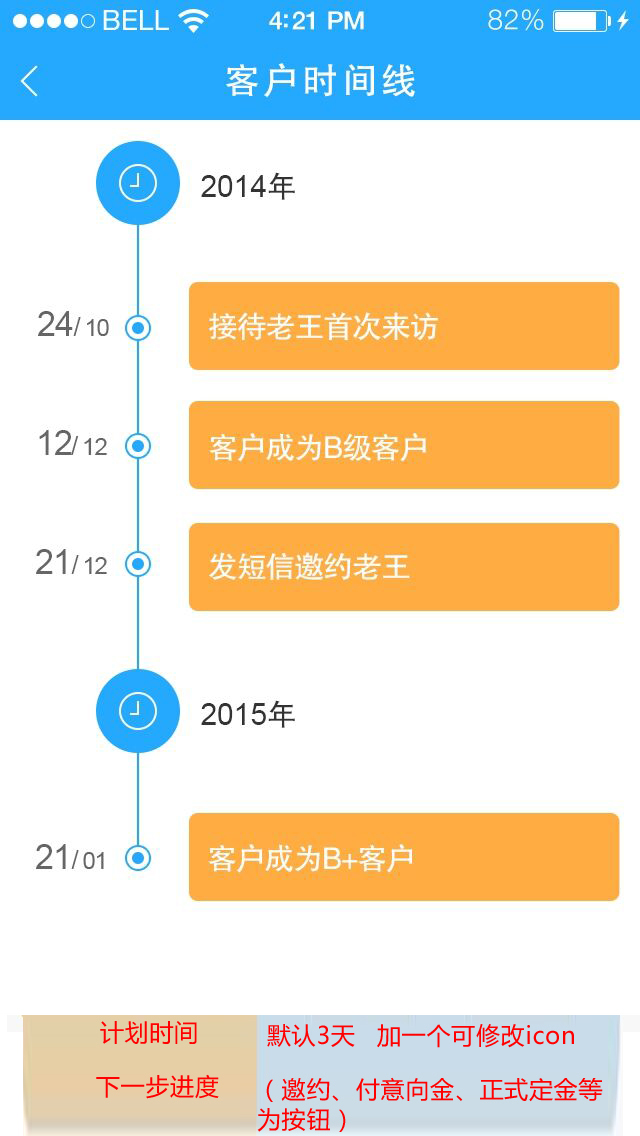 BELL 4:21 PM 82%
客户时间线
2014年
24/10 接待老王首次来访
12/12 客户成为B级客户
21/12 发短信邀约老王
2015年
21/01 客户成为B+客户
计划时间 默认3天 加一个可修改icon
下一步进度 （邀约、付意向金、正式定金等
为按钮）